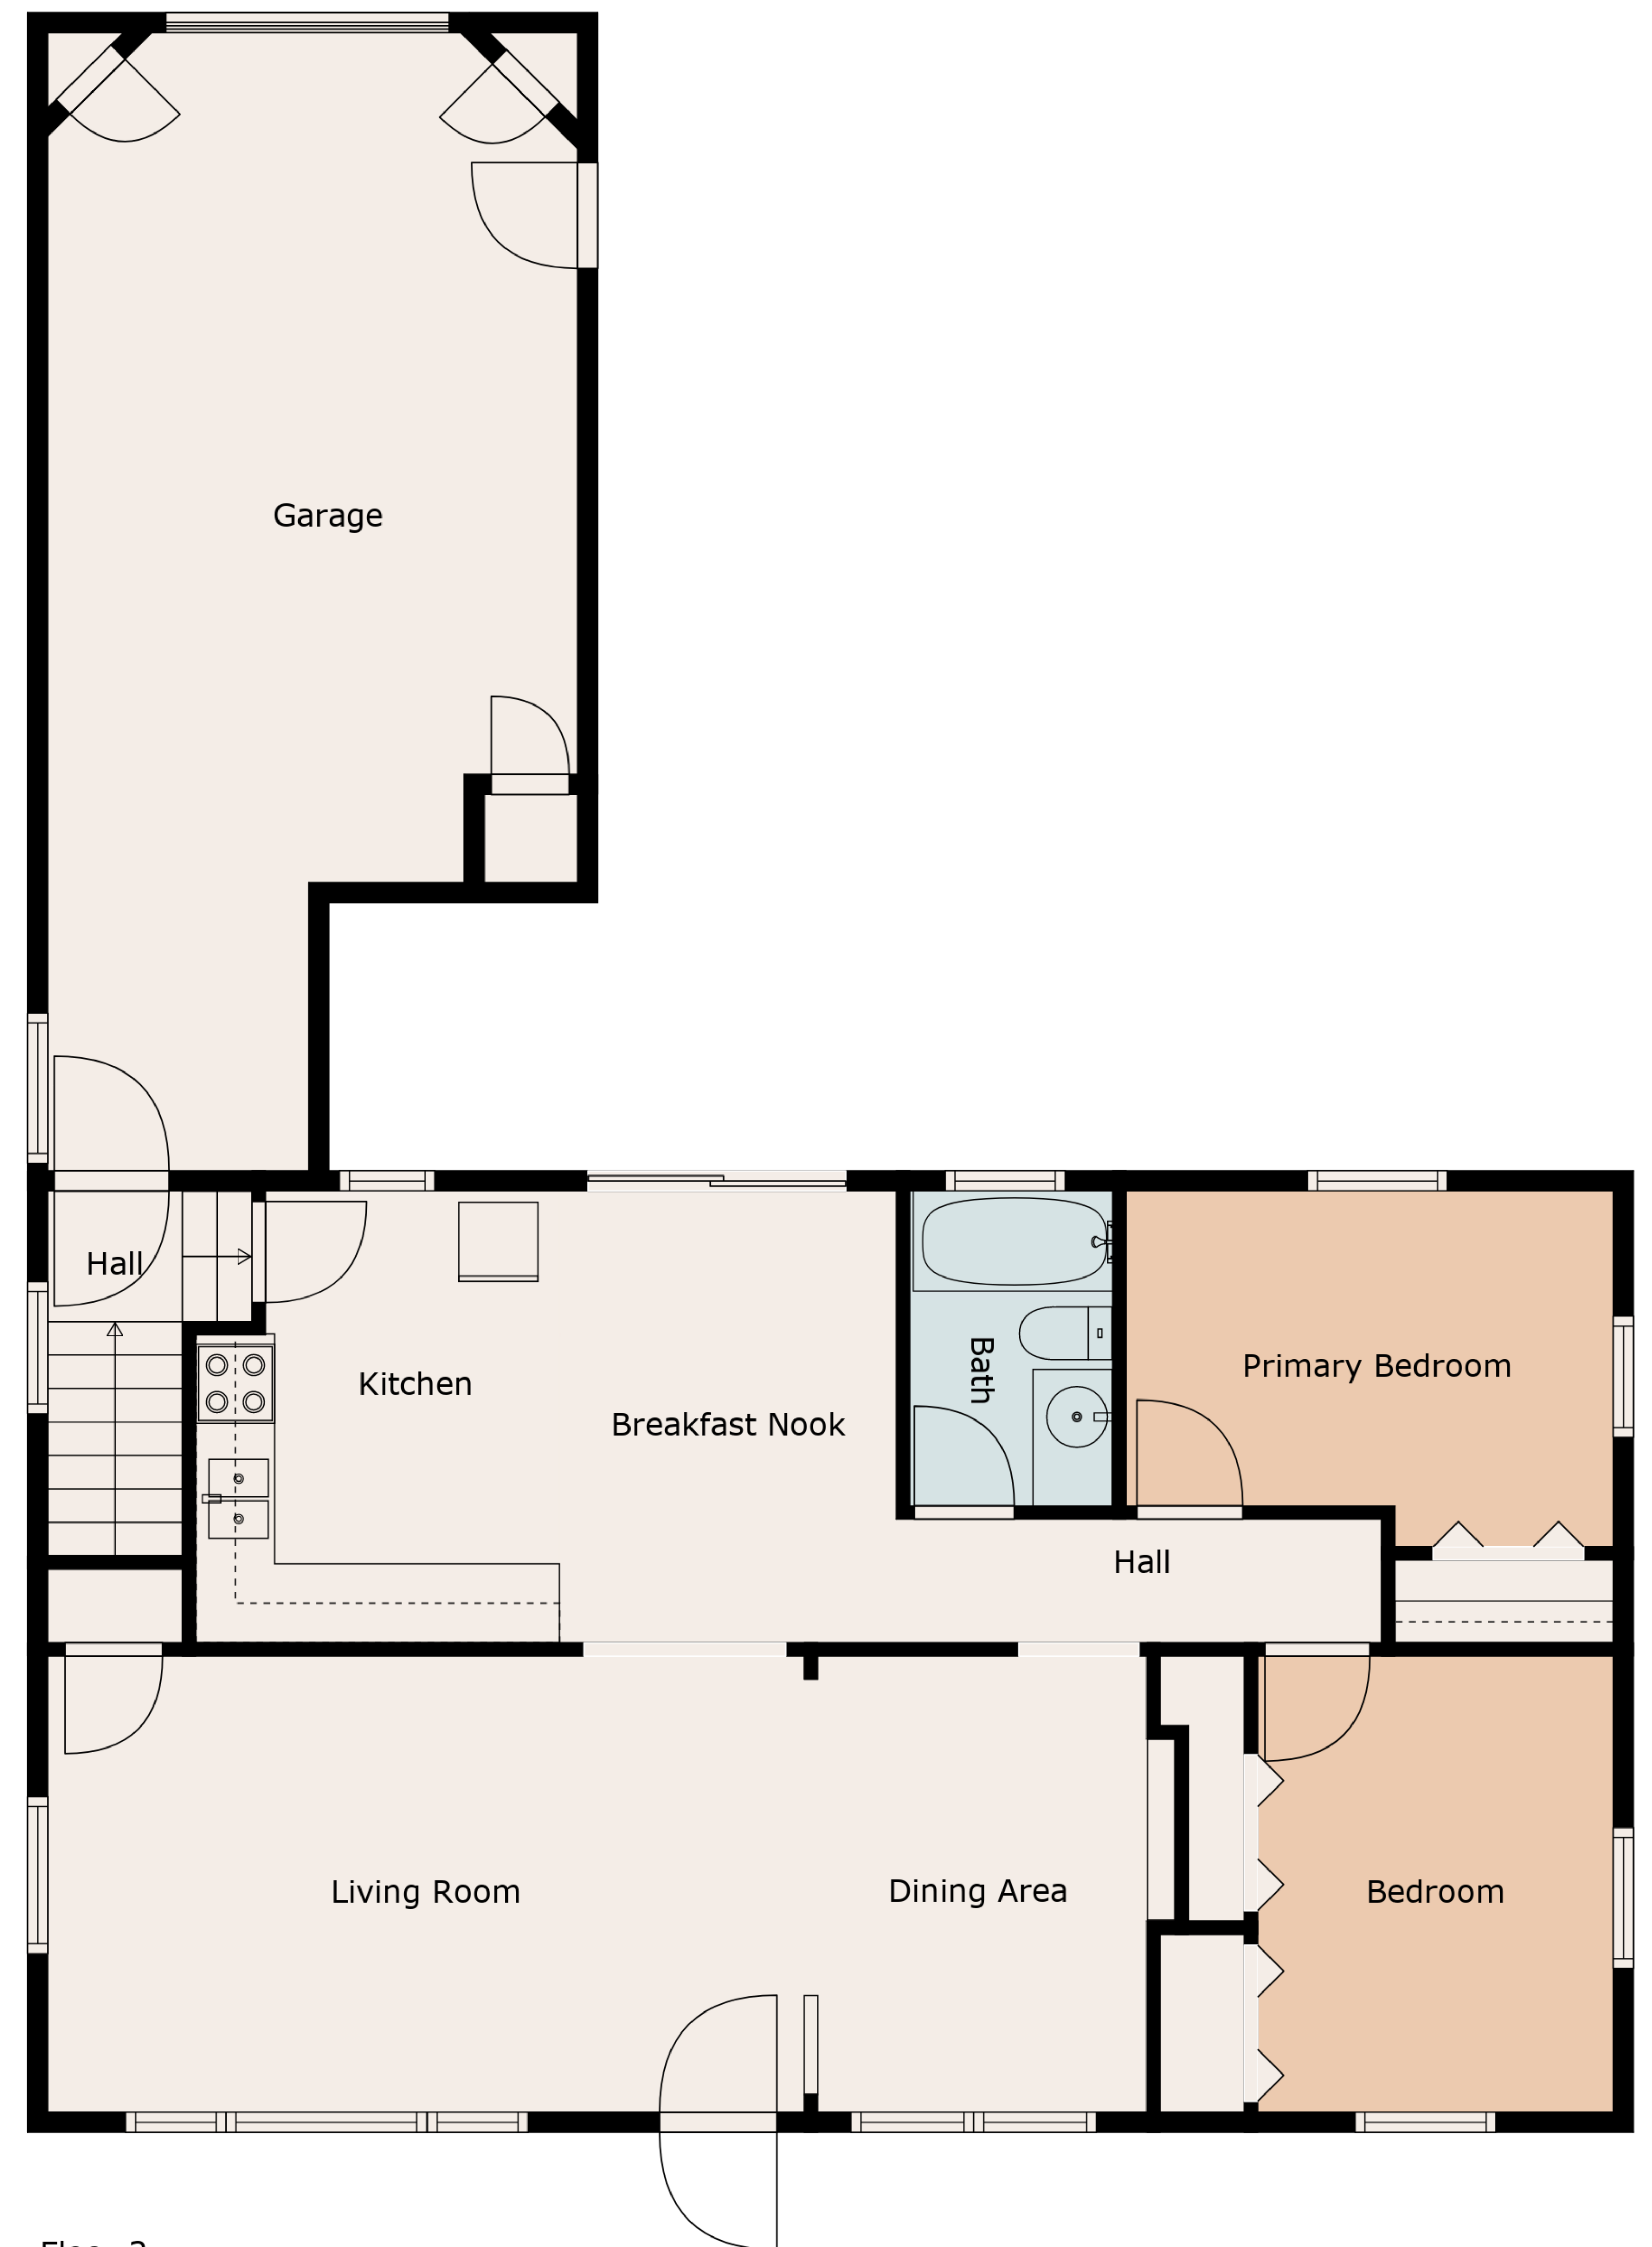 Garage
Hall
Kitchen
Breakfast Nook
Bath
Primary Bedroom
Hall
Living Room
Dining Area
Bedroom